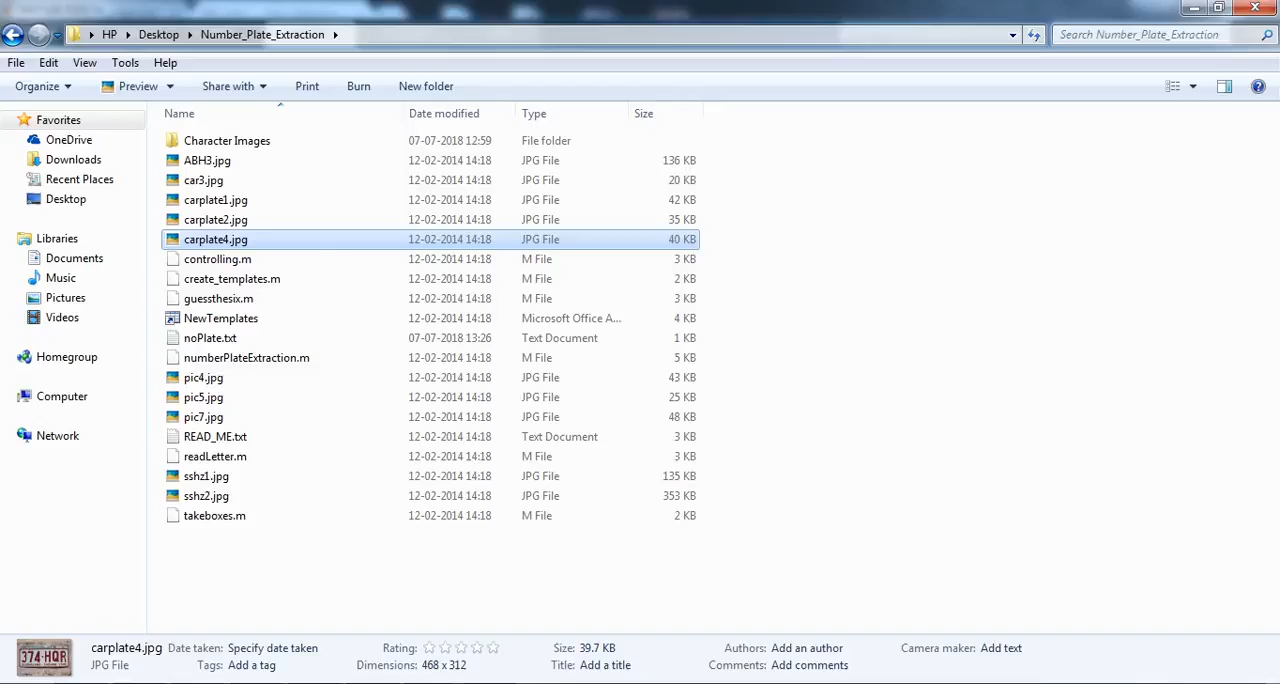 HP Desktop Number_Plate_Extraction Search Number_Plate_Extraction
File Edit View Tools Help
Organize Preview Share with Print Burn New folder
Name Date modified Type Size
Favorites
OneDrive
Downloads
Recent Places
Desktop
Libraries
Documents
Music
Pictures
Videos
Homegroup
Computer
Network
Character Images 07-07-2018 12:59 File folder
ABH3.jpg 12-02-2014 14:18 JPG File 136 KB
car3.jpg 12-02-2014 14:18 JPG File 20 KB
carplate1.jpg 12-02-2014 14:18 JPG File 42 KB
carplate2.jpg 12-02-2014 14:18 JPG File 35 KB
carplate4.jpg 12-02-2014 14:18 JPG File 40 KB
controlling.m 12-02-2014 14:18 M File 3 KB
create_templates.m 12-02-2014 14:18 M File 2 KB
guessthesix.m 12-02-2014 14:18 M File 3 KB
NewTemplates 12-02-2014 14:18 Microsoft Office A... 4 KB
noPlate.txt 07-07-2018 13:26 Text Document 1 KB
numberPlateExtraction.m 12-02-2014 14:18 M File 5 KB
pic4.jpg 12-02-2014 14:18 JPG File 43 KB
pic5.jpg 12-02-2014 14:18 JPG File 25 KB
pic7.jpg 12-02-2014 14:18 JPG File 48 KB
READ_ME.txt 12-02-2014 14:18 Text Document 3 KB
readLetter.m 12-02-2014 14:18 M File 3 KB
sshz1.jpg 12-02-2014 14:18 JPG File 135 KB
sshz2.jpg 12-02-2014 14:18 JPG File 353 KB
takeboxes.m 12-02-2014 14:18 M File 2 KB
374·HQR
carplate4.jpg Date taken: Specify date taken Rating: Size: 39.7 KB Authors: Add an author Camera maker: Add text
JPG File Tags: Add a tag Dimensions: 468 x 312 Title: Add a title Comments: Add comments